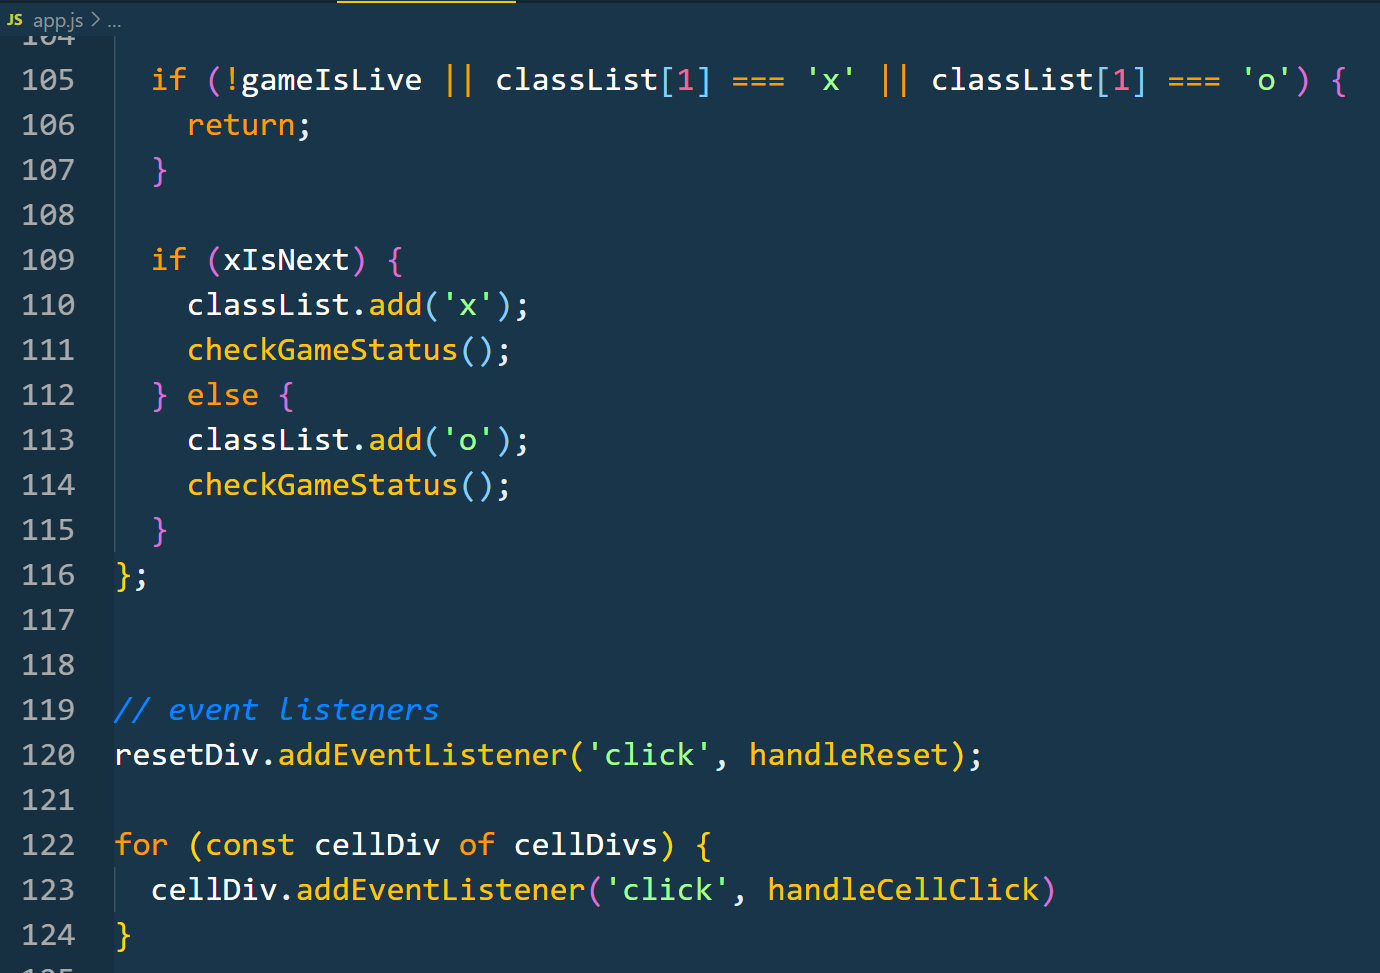 JS app.js > ...
104
105 if (!gameIsLive || classList[1] === 'x' || classList[1] === 'o') {
106 return;
107 }
108
109 if (xIsNext) {
110 classList.add('x');
111 checkGameStatus();
112 } else {
113 classList.add('o');
114 checkGameStatus();
115 }
116 };
117
118
119 // event listeners
120 resetDiv.addEventListener('click', handleReset);
121
122 for (const cellDiv of cellDivs) {
123 cellDiv.addEventListener('click', handleCellClick)
124 }
125